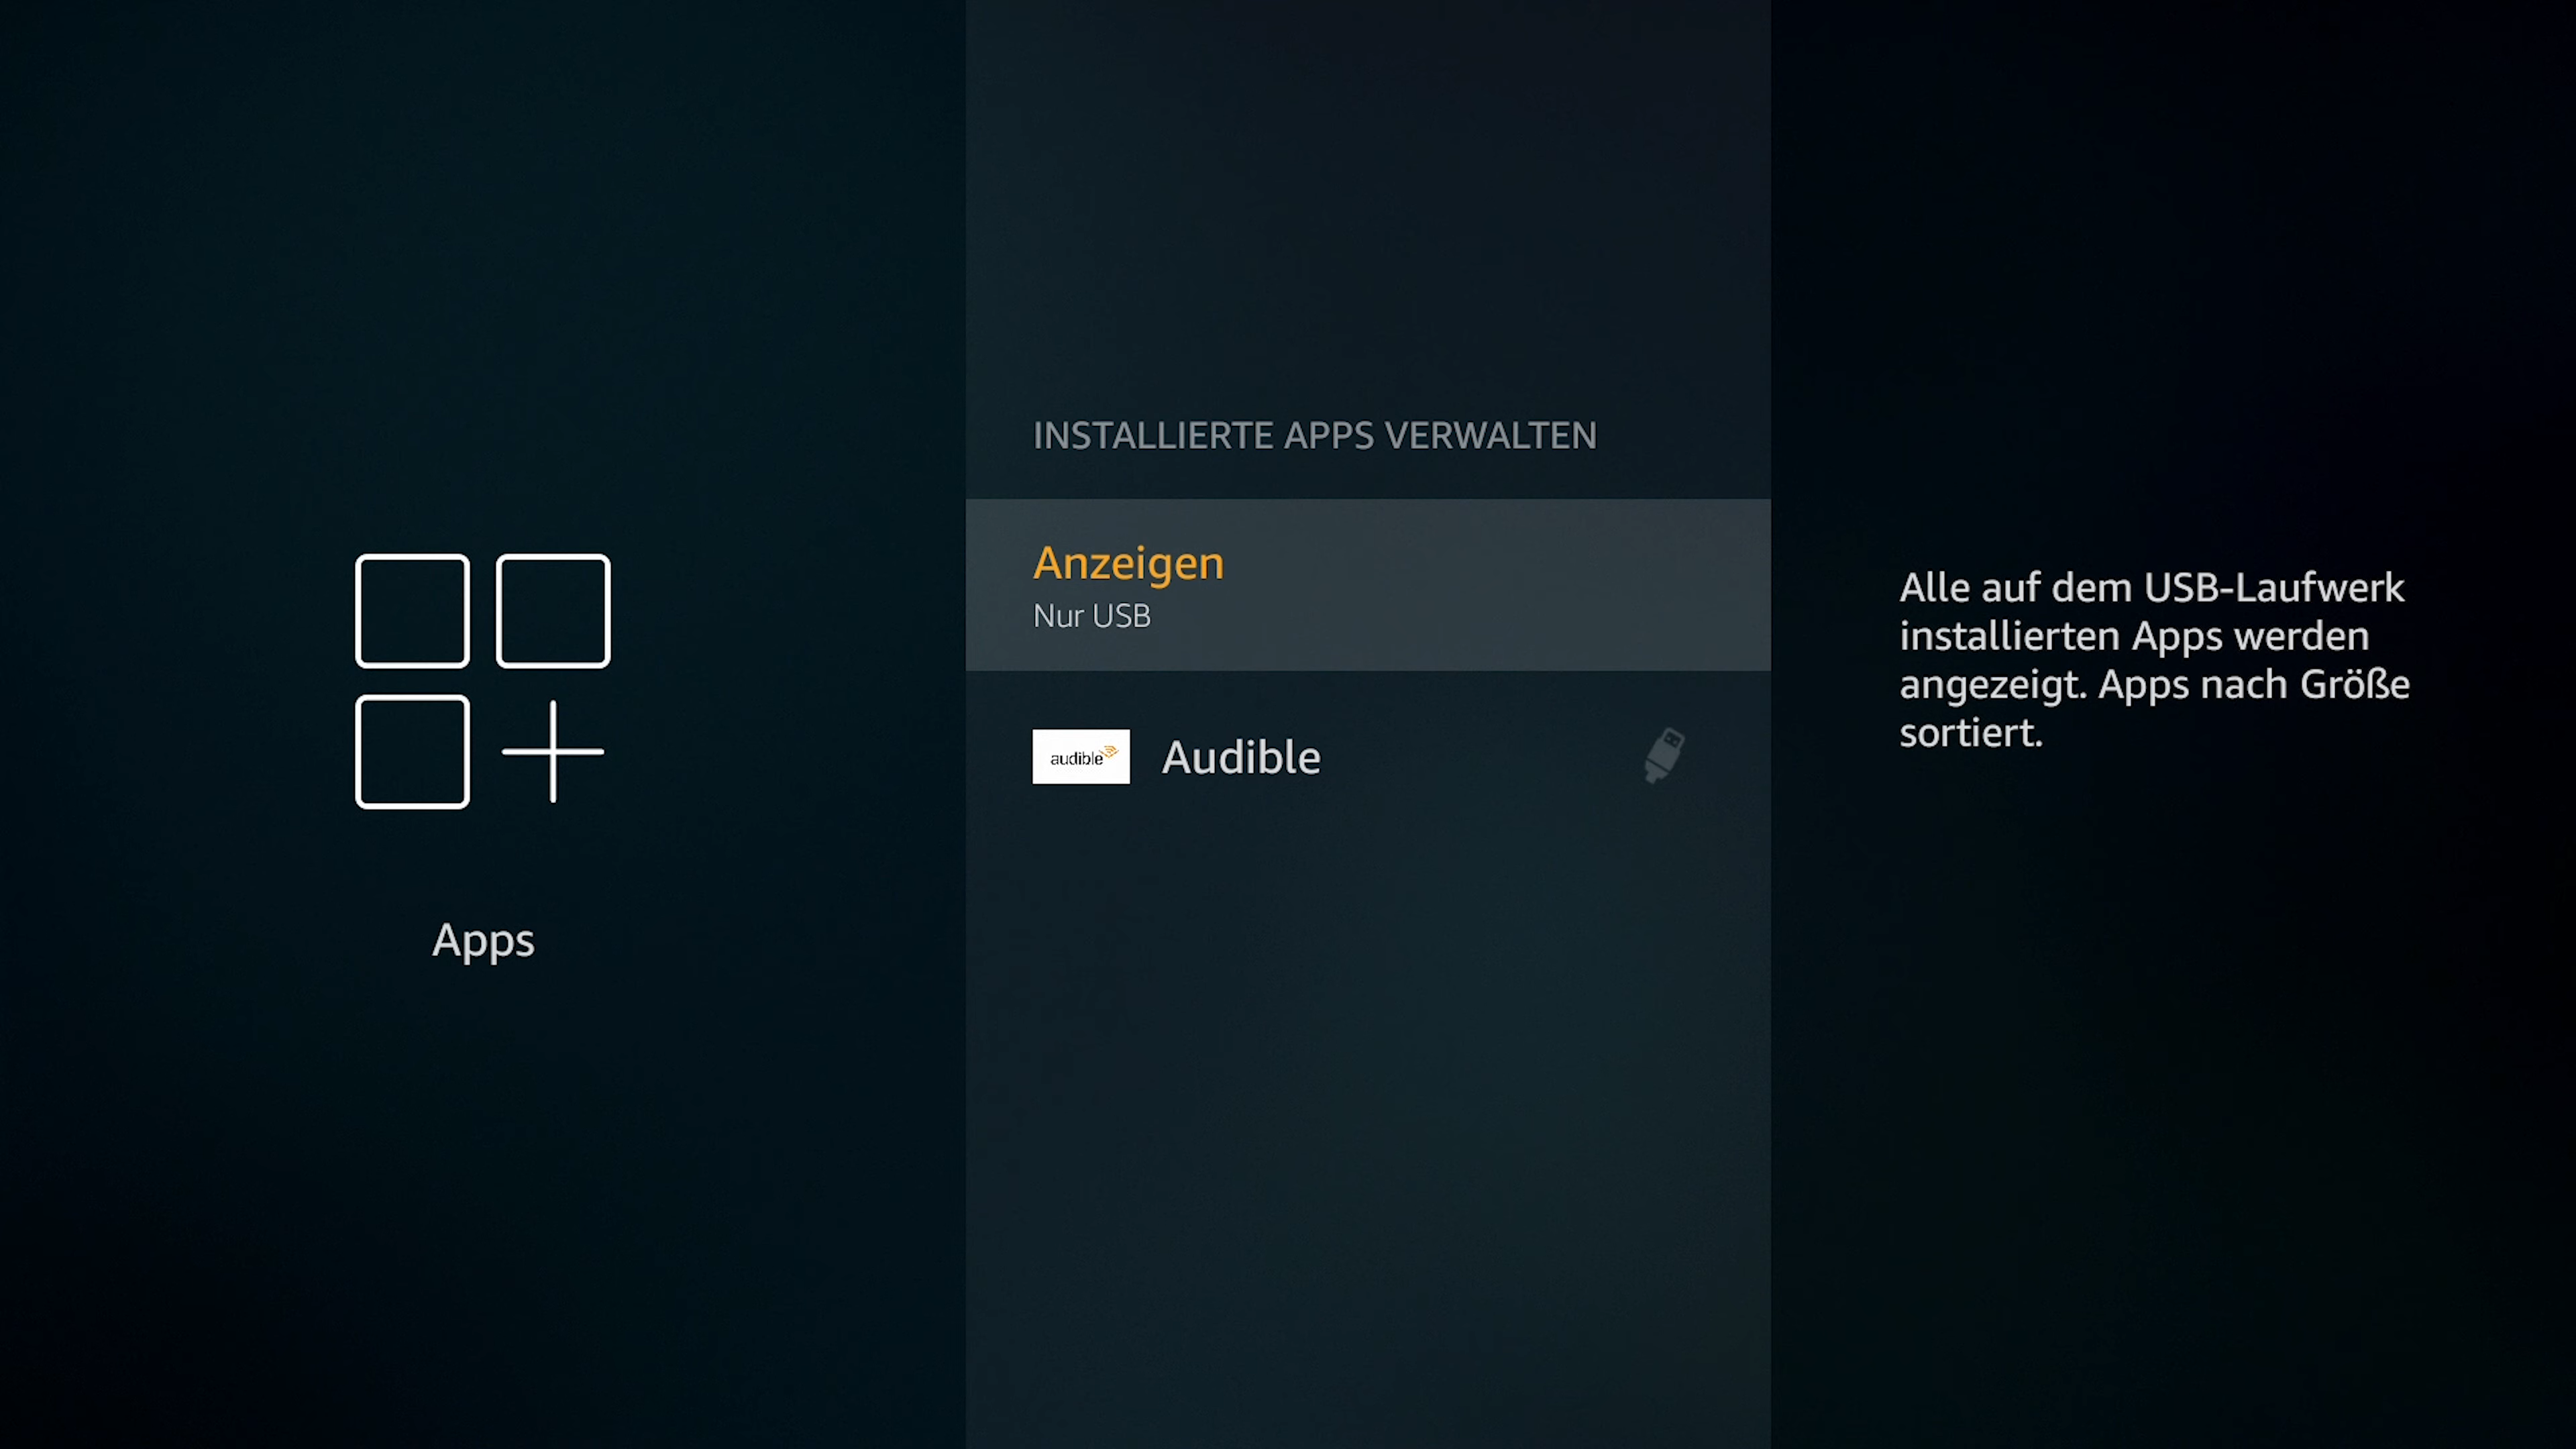 Apps
INSTALLIERTE APPS VERWALTEN
Anzeigen
Nur USB
audible
Audible
Alle auf dem USB-Laufwerk
installierten Apps werden
angezeigt. Apps nach Größe
sortiert.